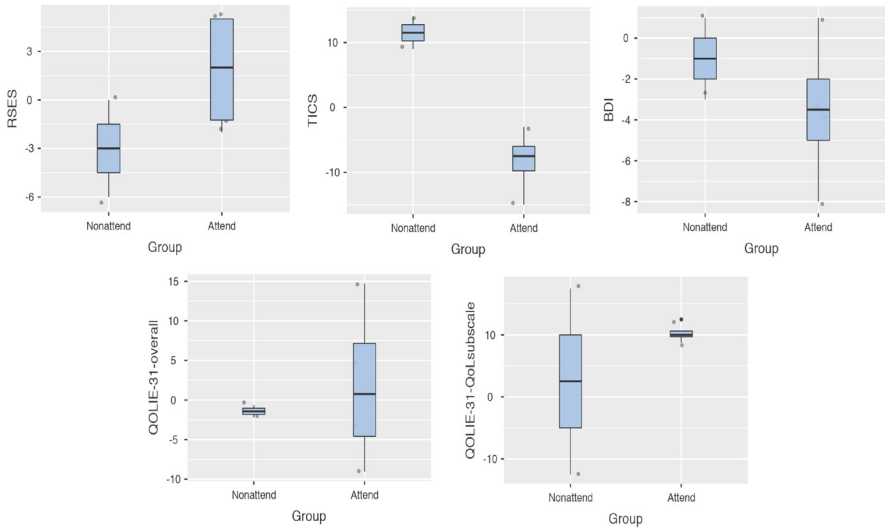 RSES
3
0
-3
-6
Nonattend Attend
Group
TICS
10
0
-10
Nonattend Attend
Group
BDI
0
-2
-4
-6
-8
Nonattend Attend
Group
QOLIE-31-overall
15
10
5
0
-5
-10
Nonattend Attend
Group
QOLIE-31-QoLsubscale
10
0
-10
Nonattend Attend
Group